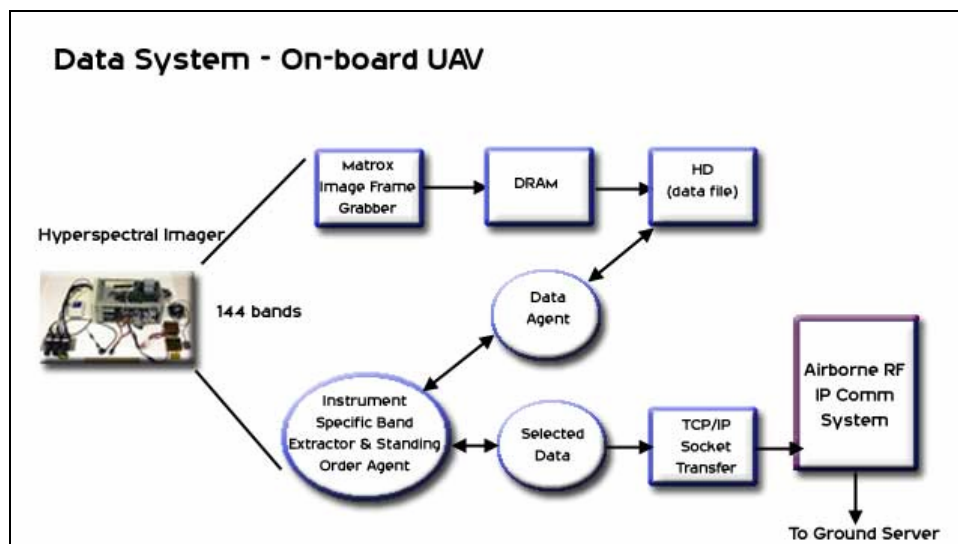 Data System - On-board UAV
Matrox
Image Frame
Grabber
DRAM
HD
(data file)
Hyperspectral Imager
144 bands
Data
Agent
Instrument
Specific Band
Extractor & Standing
Order Agent
Selected
Data
TCP/IP
Socket
Transfer
Airborne RF
IP Comm
System
To Ground Server